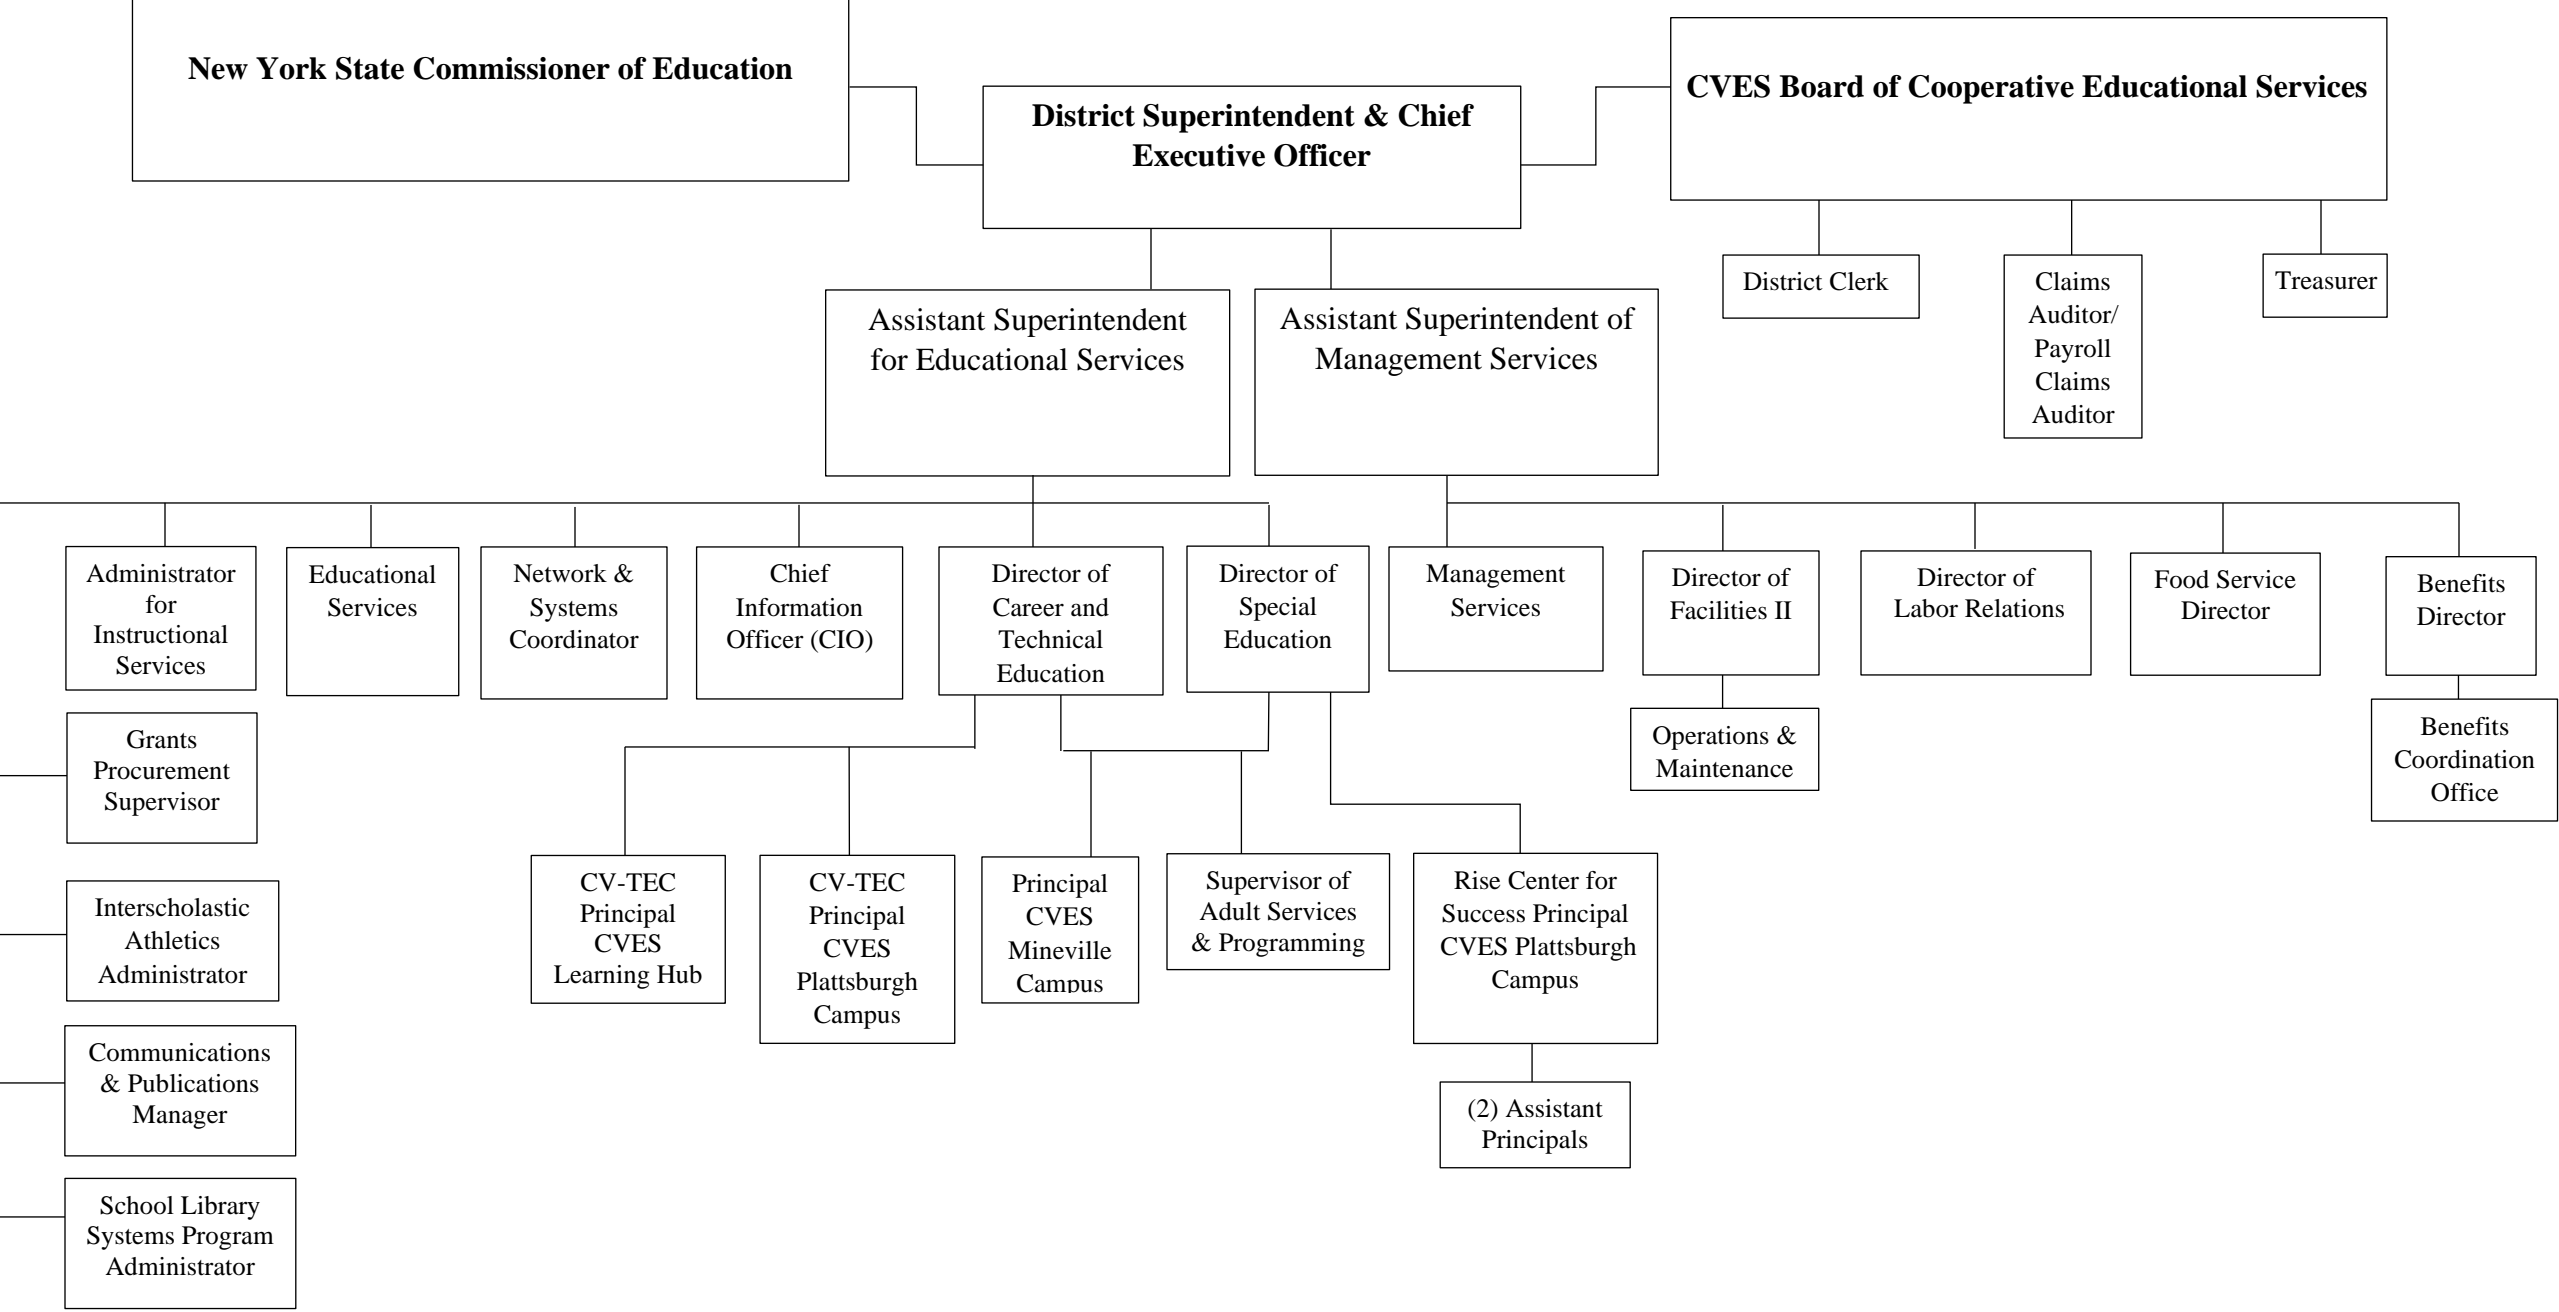 New York State Commissioner of Education
District Superintendent & Chief
Executive Officer
CVES Board of Cooperative Educational Services
District Clerk
Claims
Auditor/
Payroll
Claims
Auditor
Treasurer
Assistant Superintendent
for Educational Services
Assistant Superintendent of
Management Services
Administrator
for
Instructional
Services
Educational
Services
Network &
Systems
Coordinator
Chief
Information
Officer (CIO)
Director of
Career and
Technical
Education
Director of
Special
Education
Management
Services
Director of
Facilities II
Director of
Labor Relations
Food Service
Director
Benefits
Director
Grants
Procurement
Supervisor
Operations &
Maintenance
Benefits
Coordination
Office
Interscholastic
Athletics
Administrator
CV-TEC
Principal
CVES
Learning Hub
CV-TEC
Principal
CVES
Plattsburgh
Campus
Principal
CVES
Mineville
Campus
Supervisor of
Adult Services
& Programming
Rise Center for
Success Principal
CVES Plattsburgh
Campus
Communications
& Publications
Manager
(2) Assistant
Principals
School Library
Systems Program
Administrator